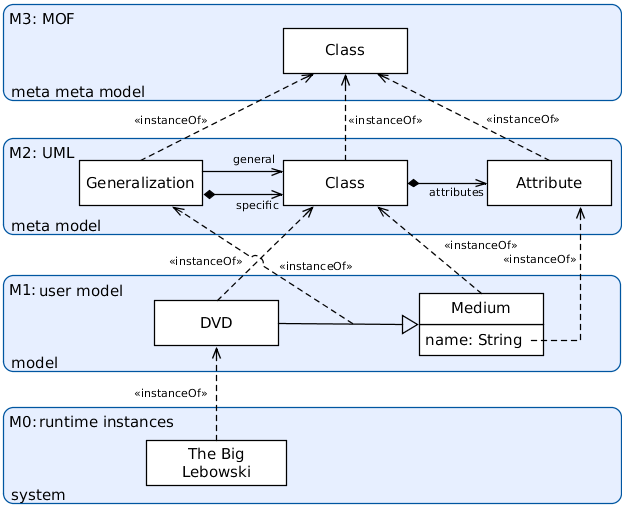 M3: MOF
Class
meta meta model
«instanceOf»
«instanceOf»
«instanceOf»
M2: UML
general
Generalization
Class
Attribute
specific
attributes
meta model
«instanceOf»
«instanceOf»
«instanceOf»
«instanceOf»
M1: user model
Medium
DVD
name: String
model
«instanceOf»
M0: runtime instances
The Big
Lebowski
system